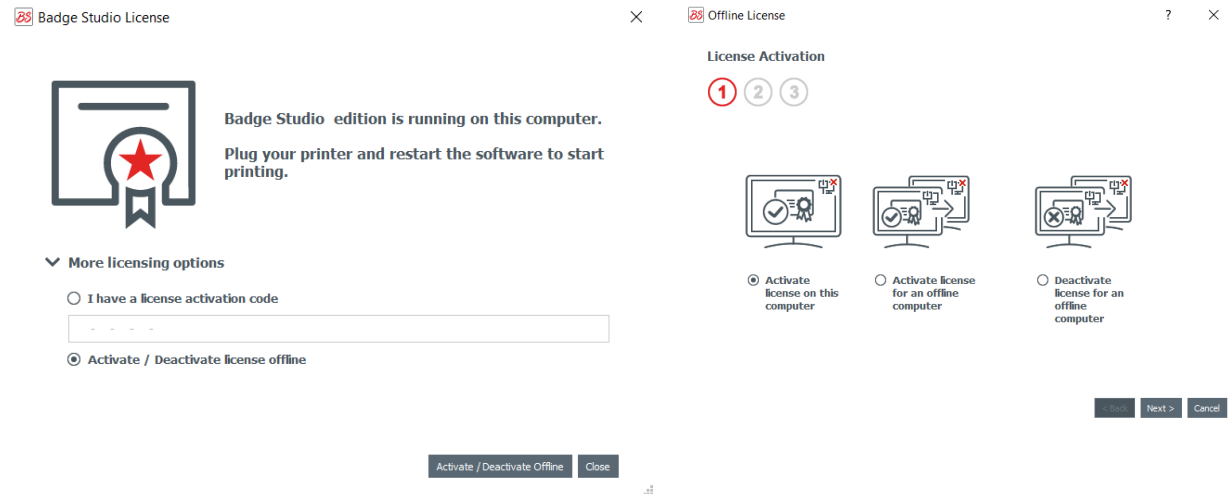 BS Badge Studio License
Badge Studio  edition is running on this computer.
Plug your printer and restart the software to start
printing.
More licensing options
I have a license activation code
- - - -
Activate / Deactivate license offline
Activate / Deactivate Offline
Close
BS Offline License
?
License Activation
1 2 3
Activate
license on this
computer
Activate license
for an offline
computer
Deactivate
license for an
offline
computer
< Back
Next >
Cancel